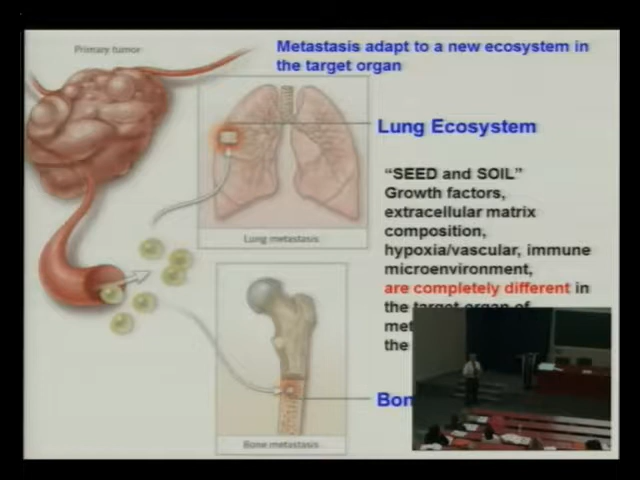 Primary tumor
Metastasis adapt to a new ecosystem in
the target organ
Lung Ecosystem
"SEED and SOIL"
Growth factors,
extracellular matrix
composition,
hypoxia/vascular, immune
microenvironment,
are completely different in
the target organ of
met
the
Lung metastasis
Bon
Bone metastasis